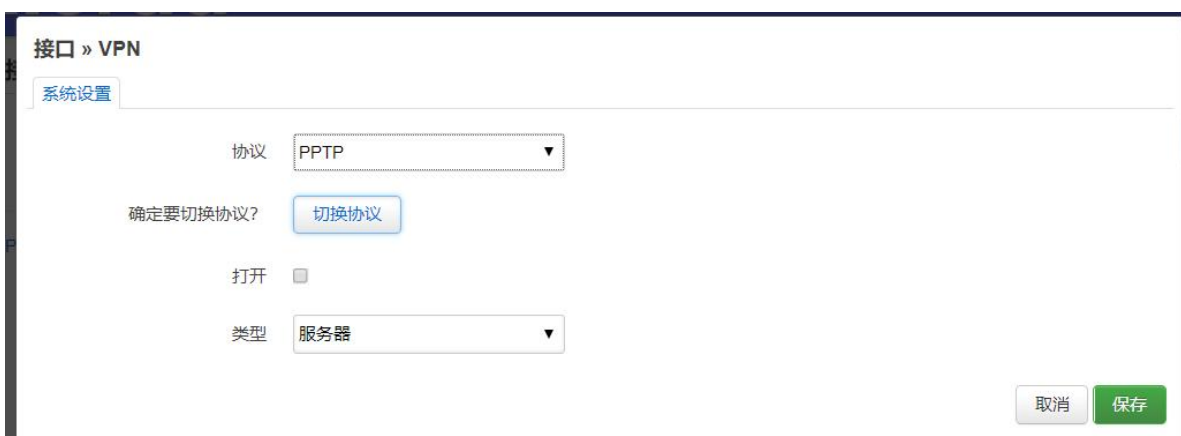 接口 » VPN
系统设置
协议 PPTP
确定要切换协议? 切换协议
打开
类型 服务器
取消 保存